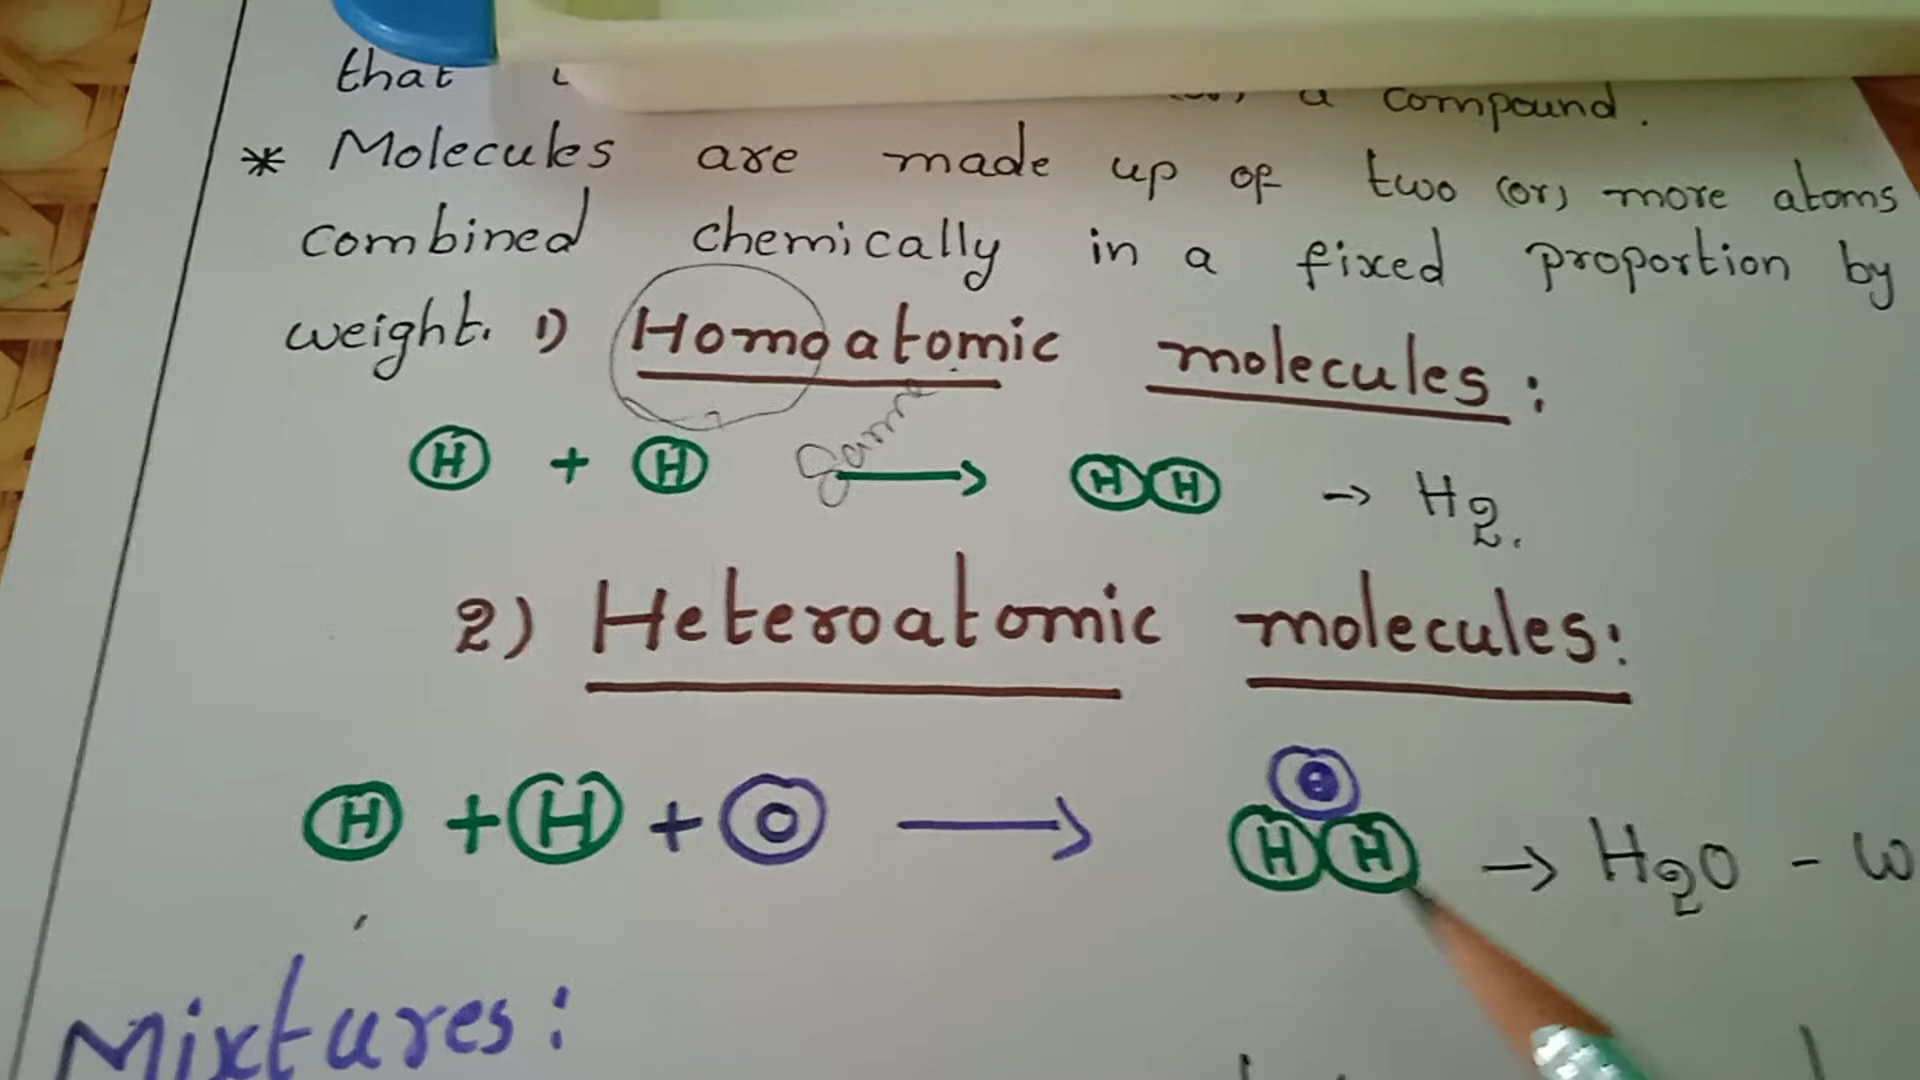 that
a compound.
* Molecules are made up of two (or) more atoms
combined chemically in a fixed proportion by
weight. 1) Homoatomic molecules:
same
H + H → HH → H2.
2) Heteroatomic molecules:
O
H + H + O → HH → H2O -
Mixtures: